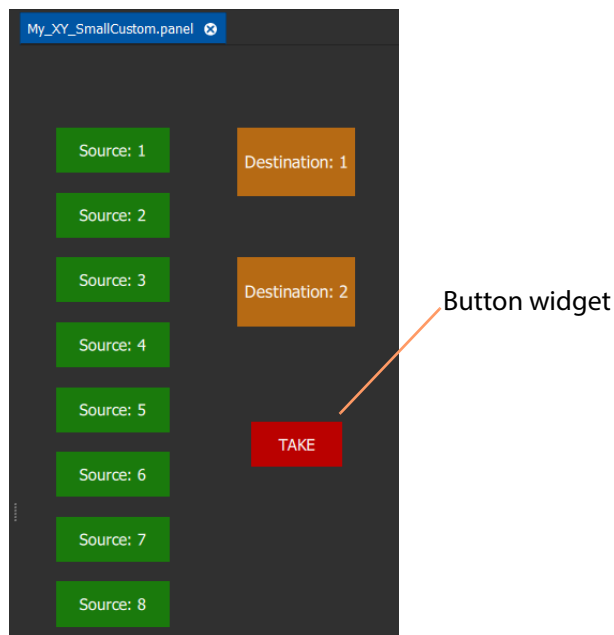 My_XY_SmallCustom.panel
Source: 1
Destination: 1
Source: 2
Source: 3
Destination: 2
Button widget
Source: 4
Source: 5
TAKE
Source: 6
Source: 7
Source: 8